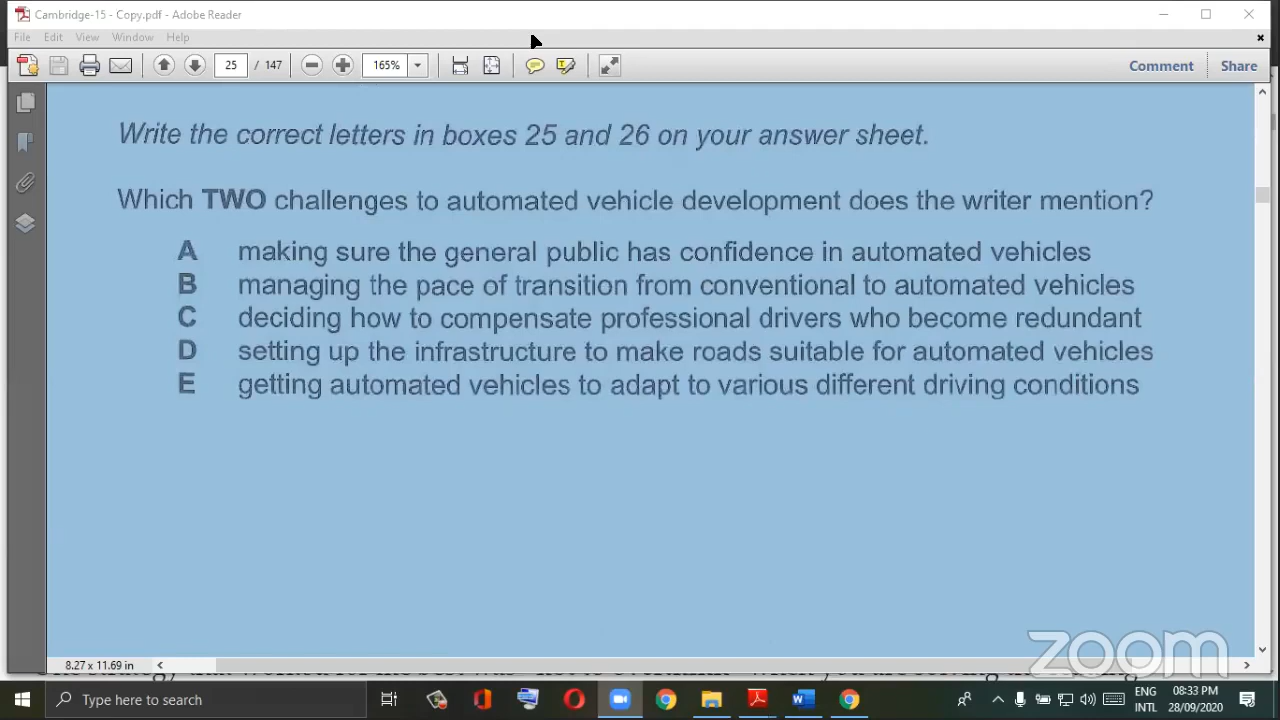 Cambridge-15 - Copy.pdf - Adobe Reader
File Edit View Window Help
25 / 147 165% Comment Share
Write the correct letters in boxes 25 and 26 on your answer sheet.
Which TWO challenges to automated vehicle development does the writer mention?
A making sure the general public has confidence in automated vehicles
B managing the pace of transition from conventional to automated vehicles
C deciding how to compensate professional drivers who become redundant
D setting up the infrastructure to make roads suitable for automated vehicles
E getting automated vehicles to adapt to various different driving conditions
zoom
8.27 x 11.69 in
Type here to search
ENG 08:33 PM
INTL 28/09/2020